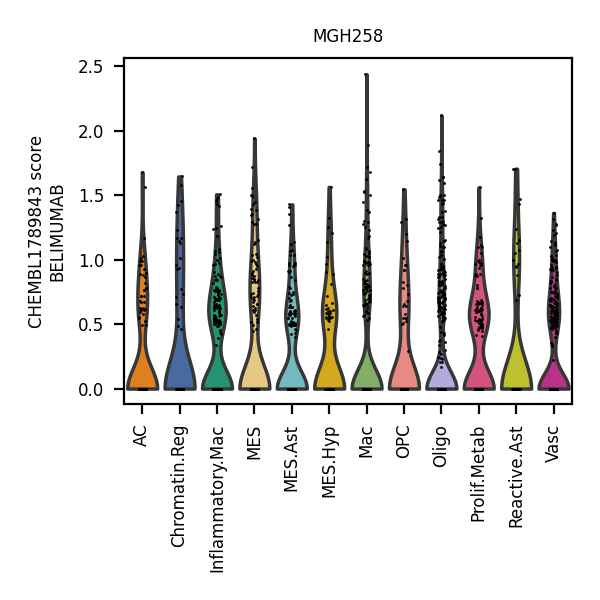 MGH258
CHEMBL1789843 score
BELIMUMAB
2.5
2.0
1.5
1.0
0.5
0.0
AC
Chromatin.Reg
Inflammatory.Mac
MES
MES.Ast
MES.Hyp
Mac
OPC
Oligo
Prolif.Metab
Reactive.Ast
Vasc